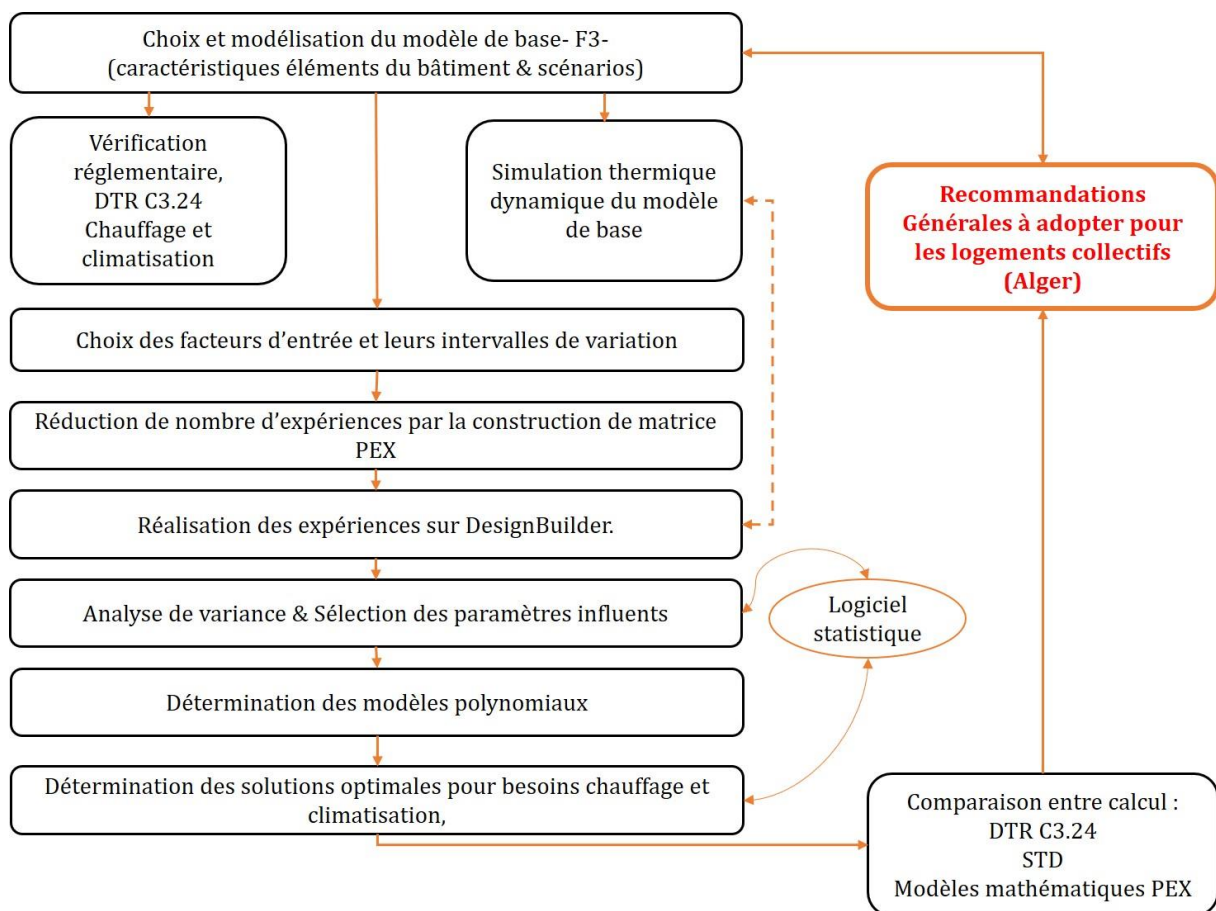 Choix et modélisation du modèle de base- F3-
(caractéristiques éléments du bâtiment & scénarios)
Vérification
réglementaire,
DTR C3.24
Chauffage et
climatisation
Simulation thermique
dynamique du modèle
de base
Recommandations
Générales à adopter pour
les logements collectifs
(Alger)
Choix des facteurs d’entrée et leurs intervalles de variation
Réduction de nombre d’expériences par la construction de matrice
PEX
Réalisation des expériences sur DesignBuilder.
Analyse de variance & Sélection des paramètres influents
Logiciel
statistique
Détermination des modèles polynomiaux
Détermination des solutions optimales pour besoins chauffage et
climatisation,
Comparaison entre calcul :
DTR C3.24
STD
Modèles mathématiques PEX